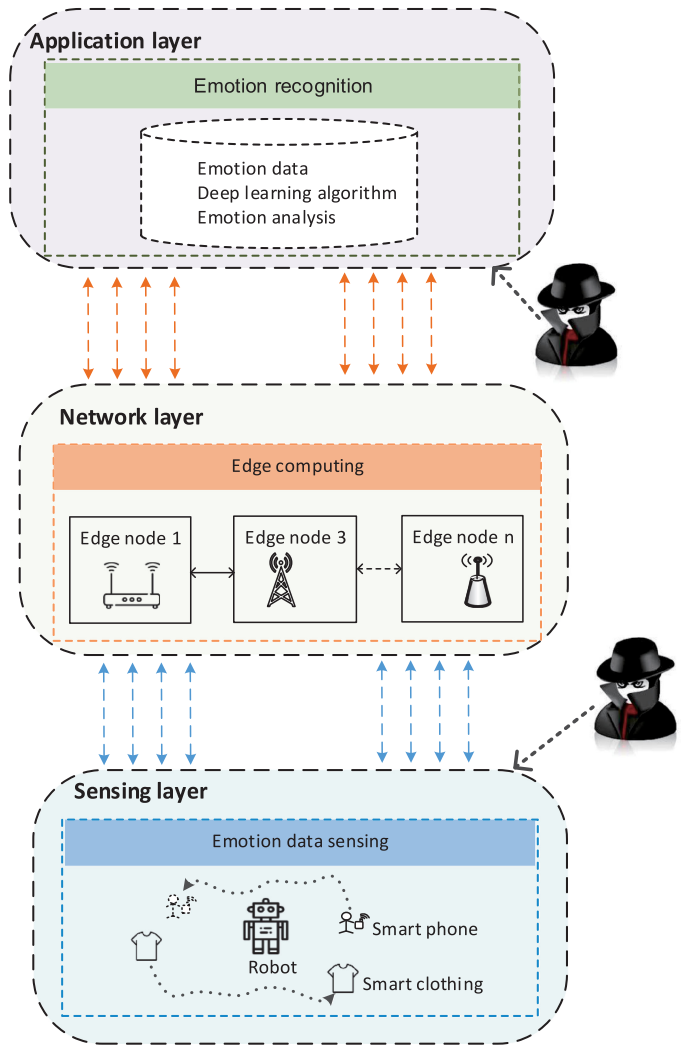 Application layer
Emotion recognition
Emotion data
Deep learning algorithm
Emotion analysis
Network layer
Edge computing
Edge node 1
Edge node 3
Edge node n
Sensing layer
Emotion data sensing
Smart phone
Robot
Smart clothing